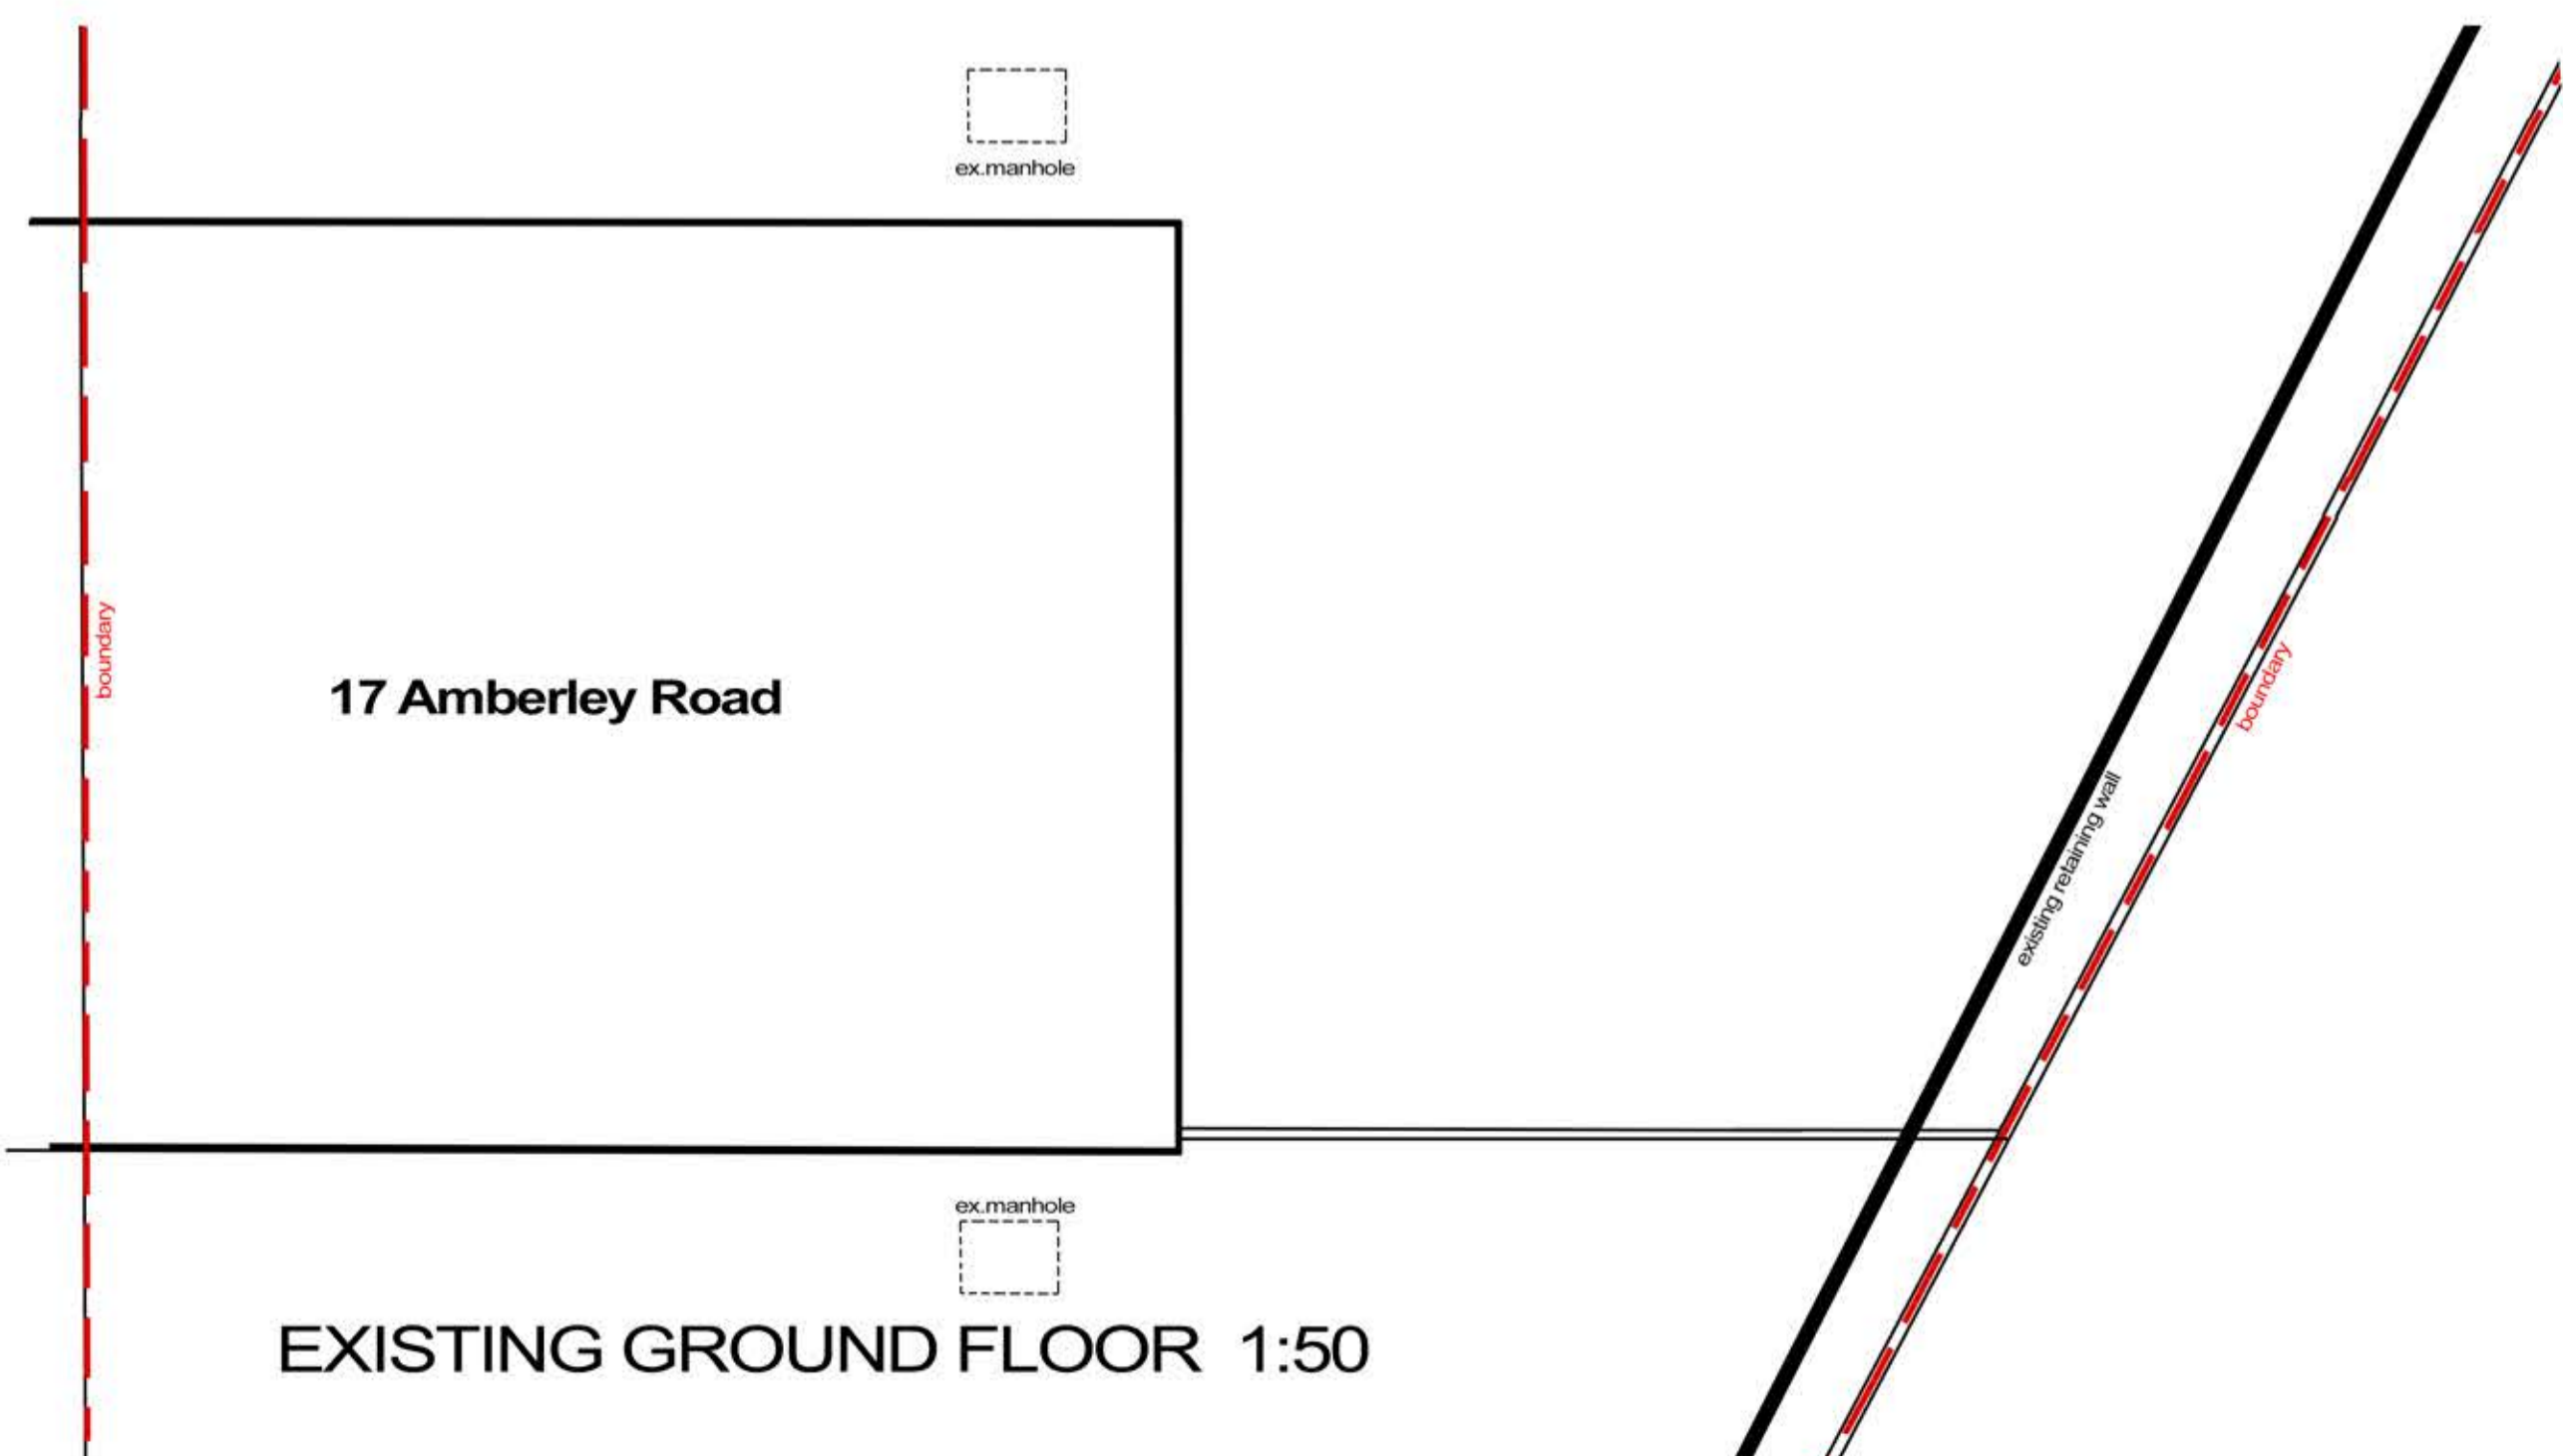 ex.manhole
boundary
17 Amberley Road
boundary
existing retaining wall
ex.manhole
EXISTING GROUND FLOOR 1:50